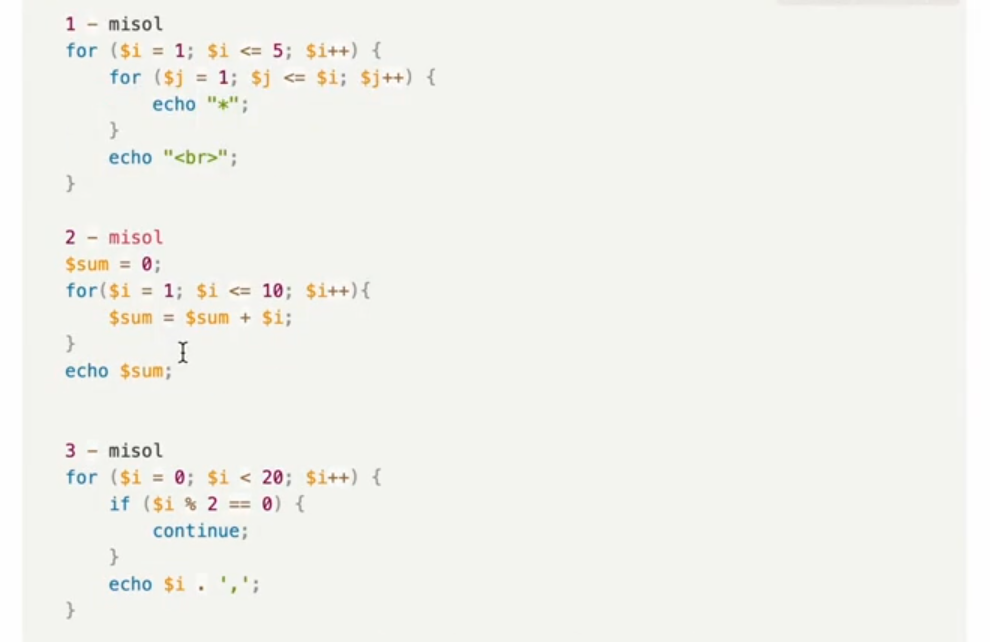 1 - misol
for ($i = 1; $i <= 5; $i++) {
    for ($j = 1; $j <= $i; $j++) {
        echo "*";
    }
    echo "<br>";
}

2 - misol
$sum = 0;
for($i = 1; $i <= 10; $i++){
    $sum = $sum + $i;
}
echo $sum;

3 - misol
for ($i = 0; $i < 20; $i++) {
    if ($i % 2 == 0) {
        continue;
    }
    echo $i . ',';
}